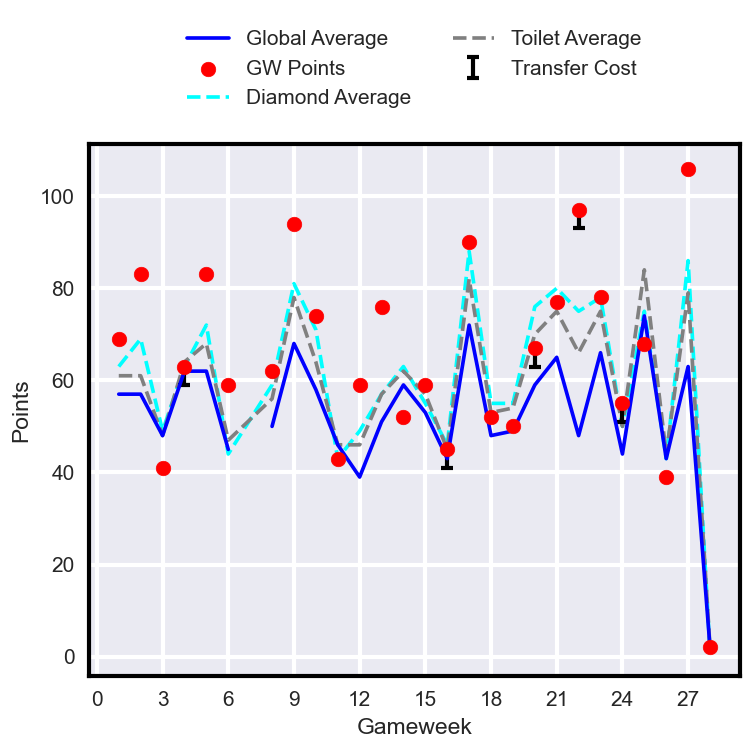 Global Average
GW Points
Diamond Average
Toilet Average
Transfer Cost
100
80
60
40
20
0
Points
0 3 6 9 12 15 18 21 24 27
Gameweek